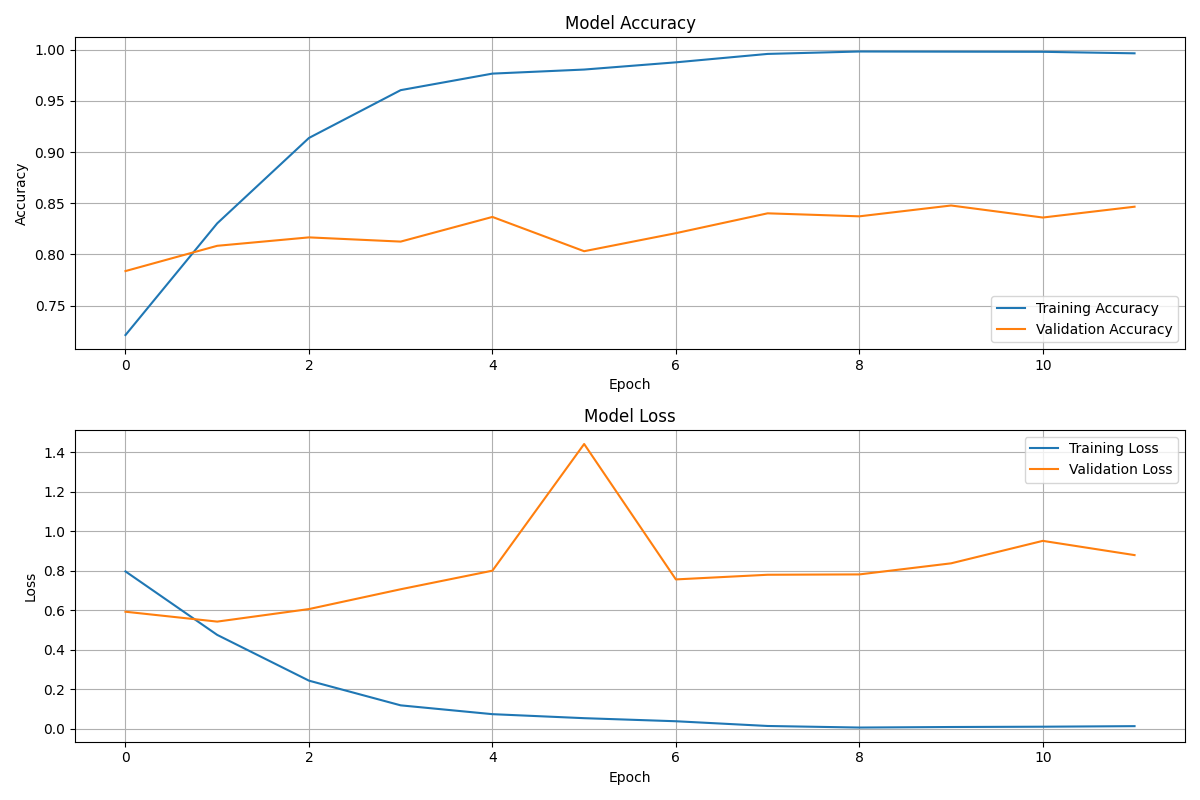 Model Accuracy
1.00
0.95
0.90
0.85
0.80
0.75
Accuracy
Training Accuracy
Validation Accuracy
0 2 4 6 8 10
Epoch
Model Loss
1.4
1.2
1.0
0.8
0.6
0.4
0.2
0.0
Loss
Training Loss
Validation Loss
0 2 4 6 8 10
Epoch